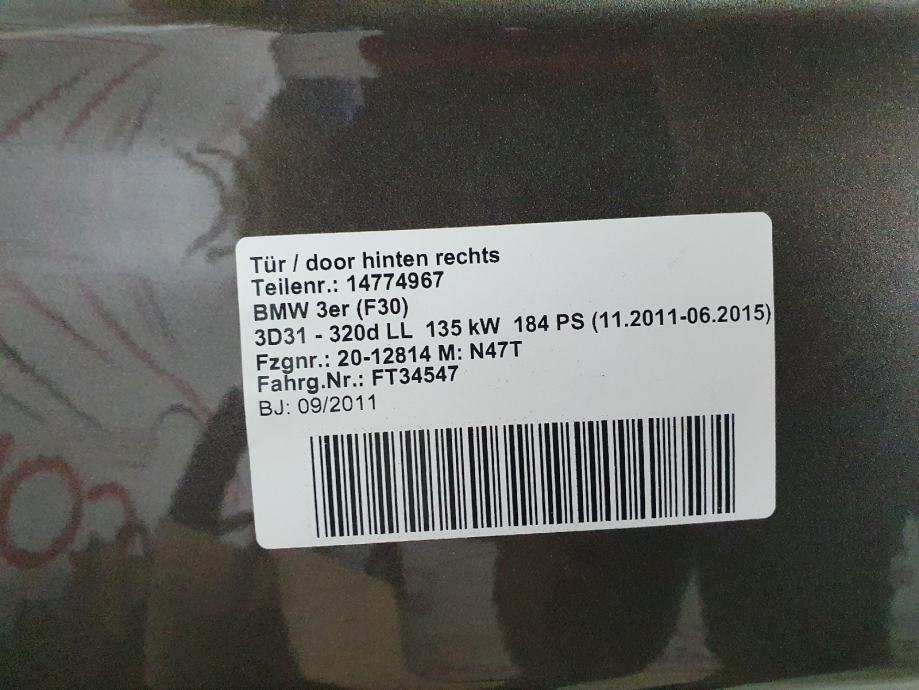 Tür / door hinten rechts
Teilenr.: 14774967
BMW 3er (F30)
3D31 - 320d LL  135 kW  184 PS (11.2011-06.2015)
Fzgnr.: 20-12814 M: N47T
Fahrg.Nr.: FT34547
BJ: 09/2011